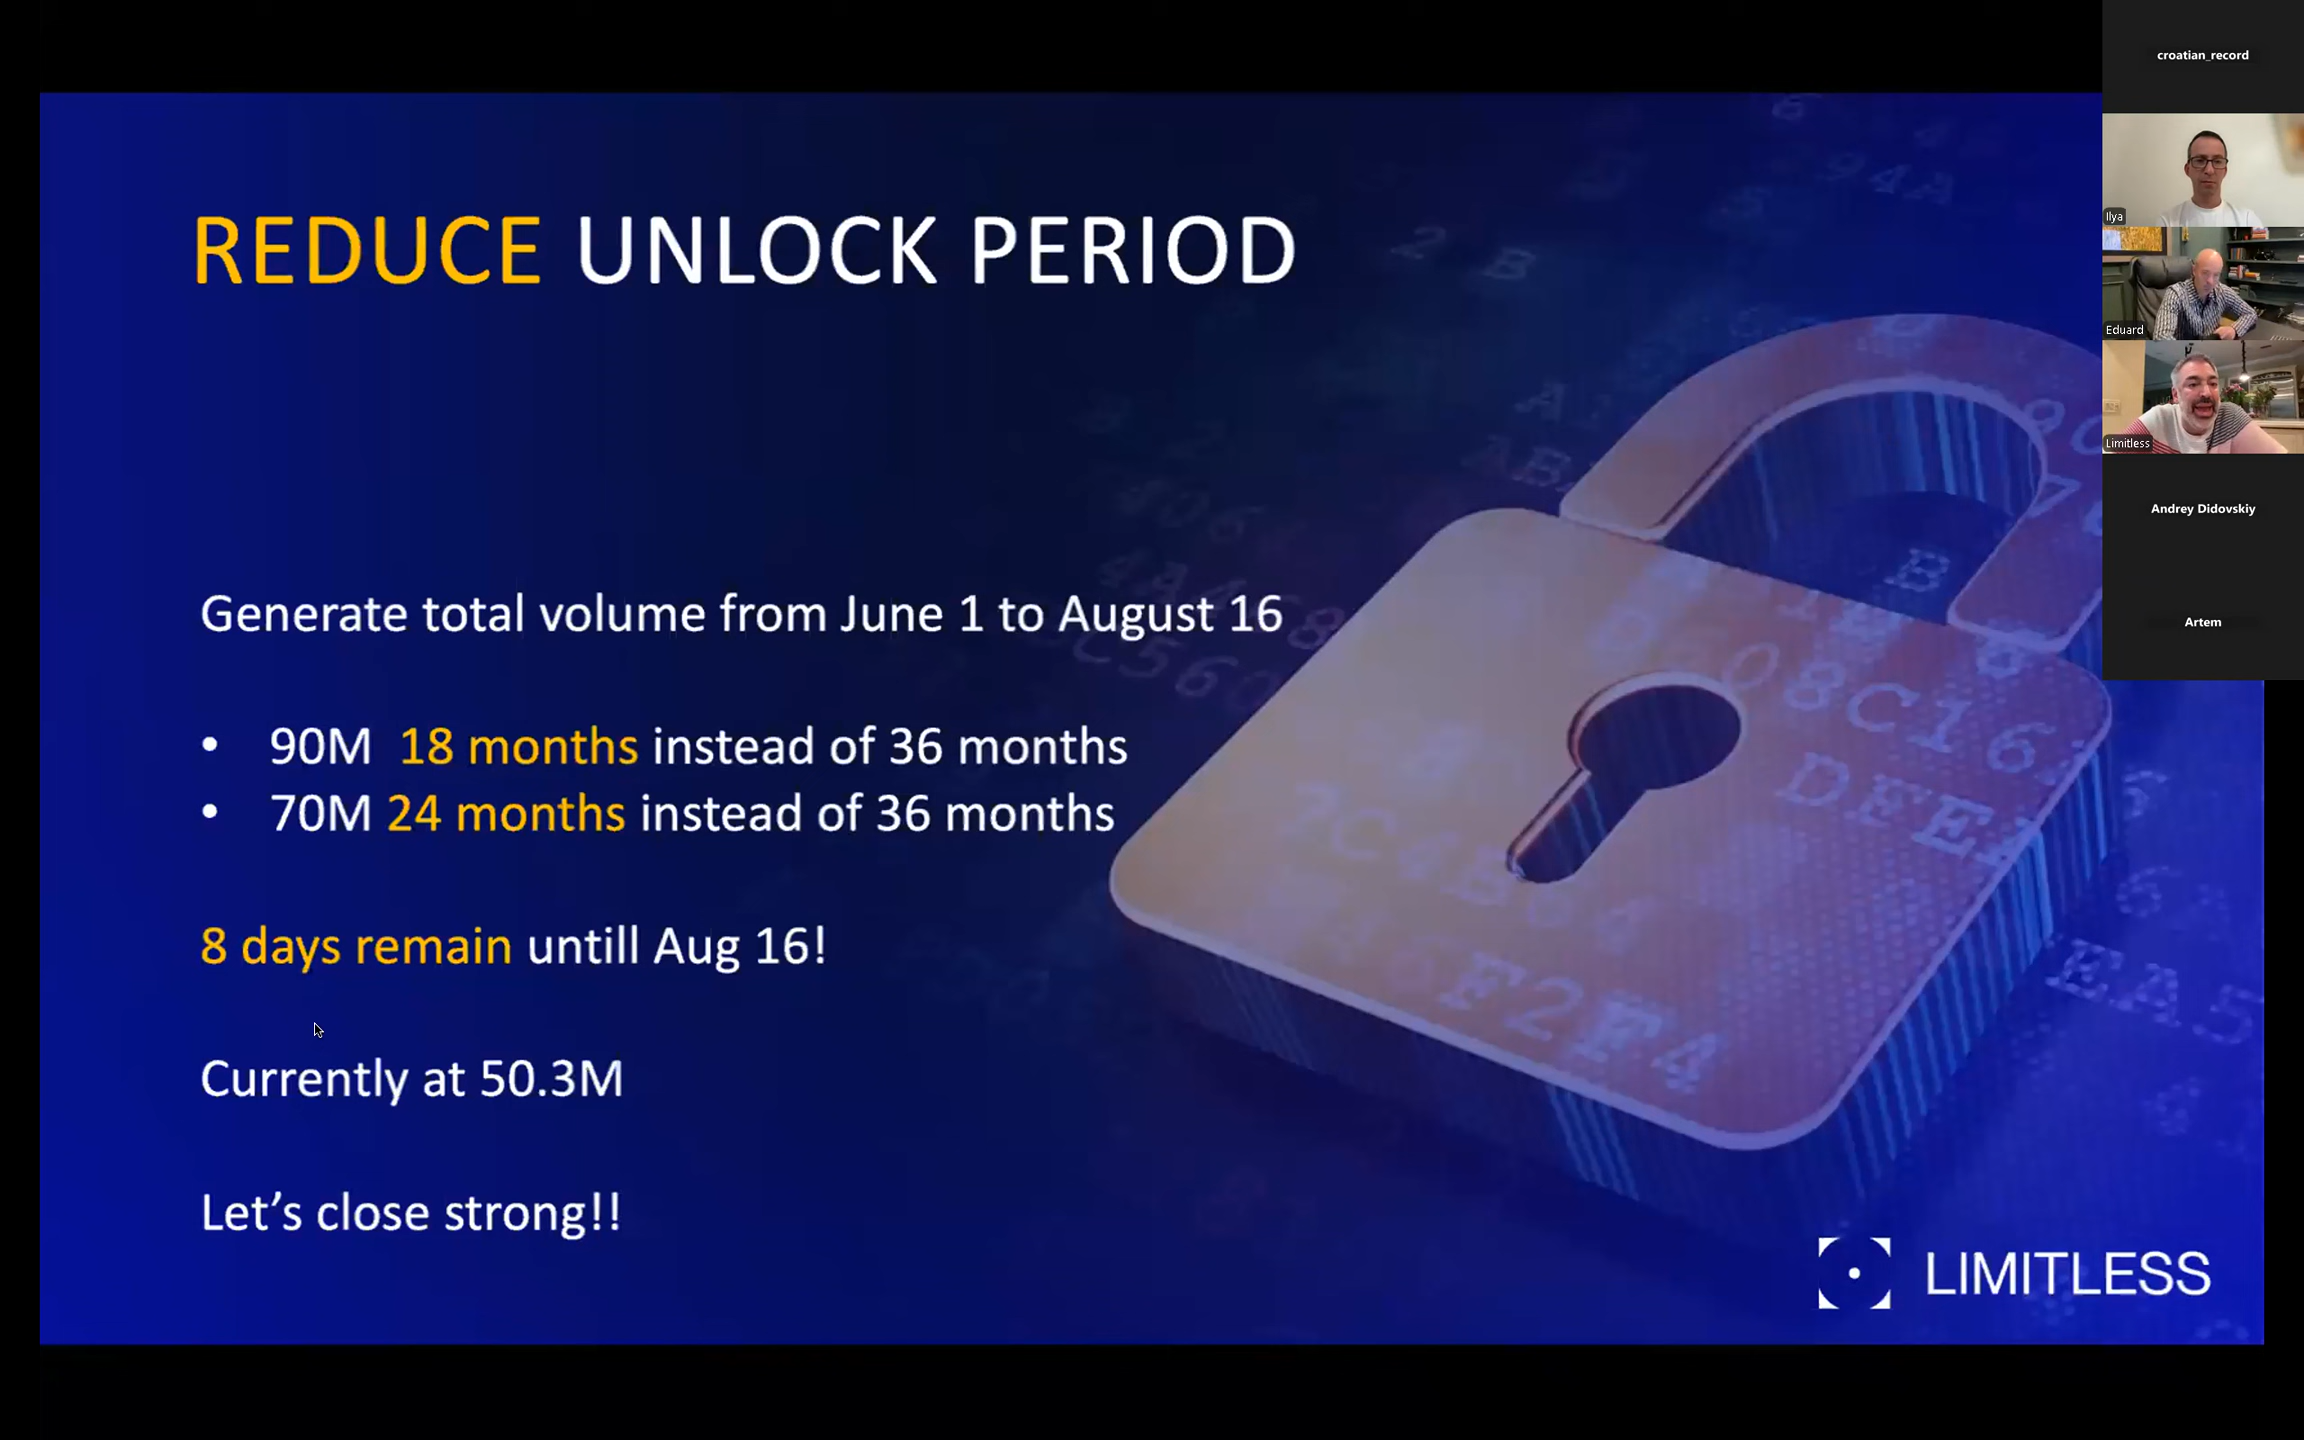 REDUCE UNLOCK PERIOD
Generate total volume from June 1 to August 16
• 90M 18 months instead of 36 months
• 70M 24 months instead of 36 months
8 days remain untill Aug 16!
Currently at 50.3M
Let’s close strong!!
LIMITLESS
croatian_record
Ilya
Eduard
Limitless
Andrey Didovskiy
Artem